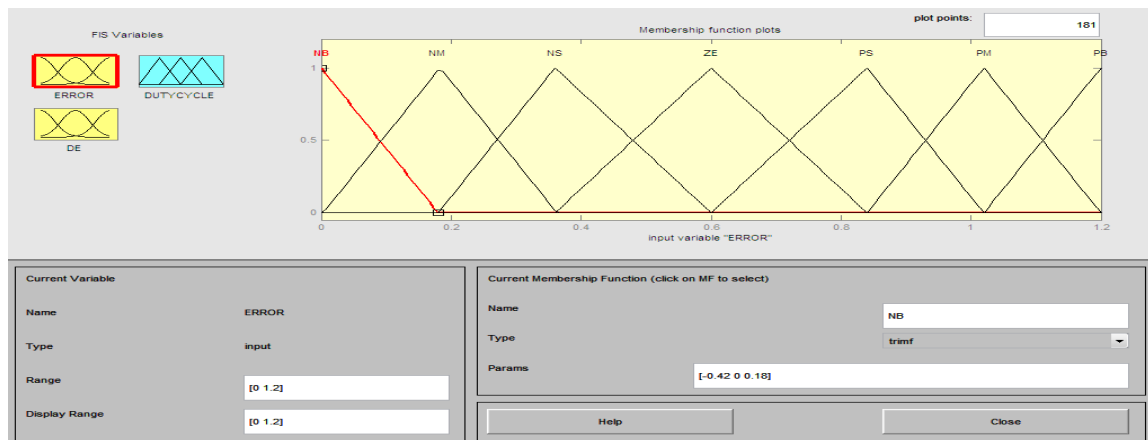 FIS Variables
ERROR
DUTYCYCLE
DE
plot points:
181
Membership function plots
NB NM NS ZE PS PM PB
1
0.5
0
0 0.2 0.4 0.6 0.8 1 1.2
input variable "ERROR"
Current Variable
Name ERROR
Type input
Range [0 1.2]
Display Range [0 1.2]
Current Membership Function (click on MF to select)
Name NB
Type trimf
Params [-0.42 0 0.18]
Help Close